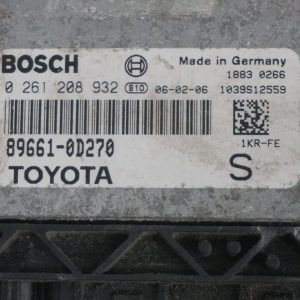 BOSCH Made in Germany
1883 0266
0 261 208 932 810 06-02-06 1039S12559
89661-0D270 1KR-FE
TOYOTA S